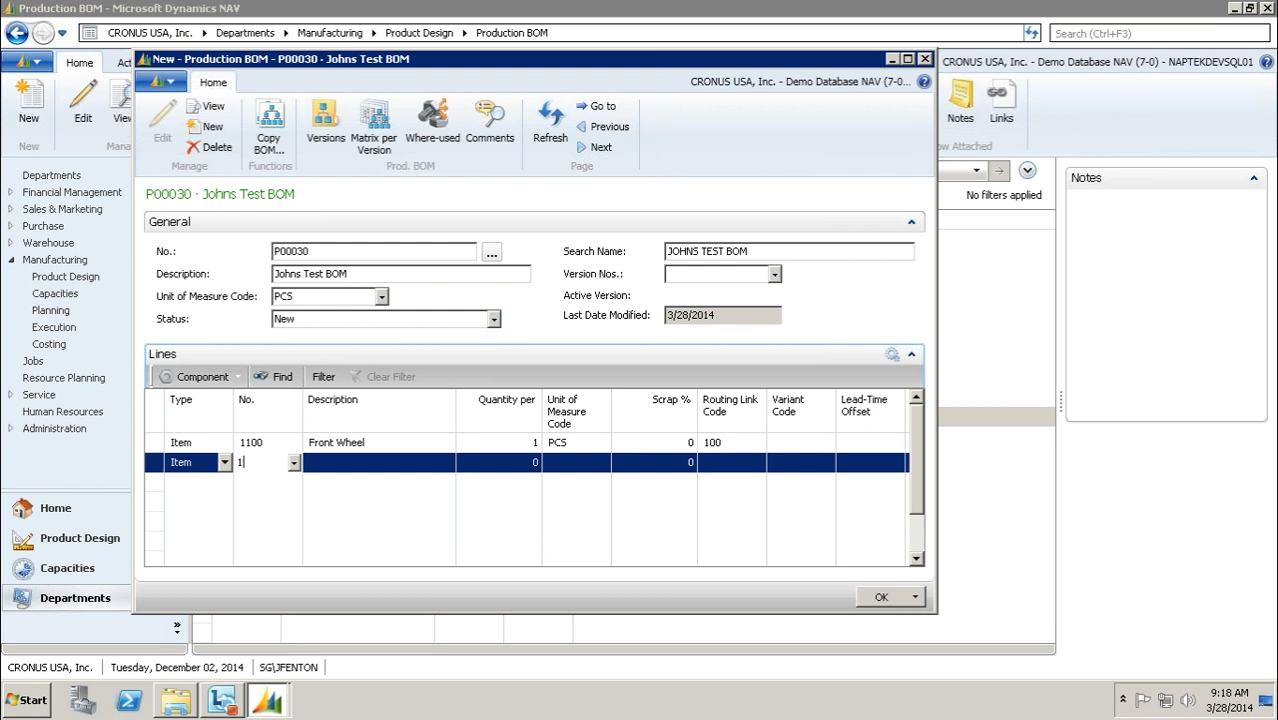 Production BOM - Microsoft Dynamics NAV
CRONUS USA, Inc. Departments Manufacturing Product Design Production BOM
Search (Ctrl+F3)
Home Act
CRONUS USA, Inc. - Demo Database NAV (7-0) - NAPTEKDEVSQL01
New
Edit
View
New
Mana
Notes
Links
ow Attached
No filters applied
Notes
Departments
Financial Management
Sales & Marketing
Purchase
Warehouse
Manufacturing
Product Design
Capacities
Planning
Execution
Costing
Jobs
Resource Planning
Service
Human Resources
Administration
Home
Product Design
Capacities
Departments
New - Production BOM - P00030 · Johns Test BOM
Home
CRONUS USA, Inc. - Demo Database NAV (7-0...
Edit
View
New
Delete
Manage
Copy BOM...
Functions
Versions
Matrix per Version
Where-used
Comments
Prod. BOM
Refresh
Go to
Previous
Next
Page
P00030 · Johns Test BOM
General
No.: P00030 ...
Description: Johns Test BOM
Unit of Measure Code: PCS
Status: New
Search Name: JOHNS TEST BOM
Version Nos.:
Active Version:
Last Date Modified: 3/28/2014
Lines
Component Find Filter Clear Filter
Type No. Description Quantity per Unit of Measure Code Scrap % Routing Link Code Variant Code Lead-Time Offset
Item 1100 Front Wheel 1 PCS 0 100
Item 1 0 0
OK
CRONUS USA, Inc. Tuesday, December 02, 2014 SG\JFENTON
Start
9:18 AM
3/28/2014